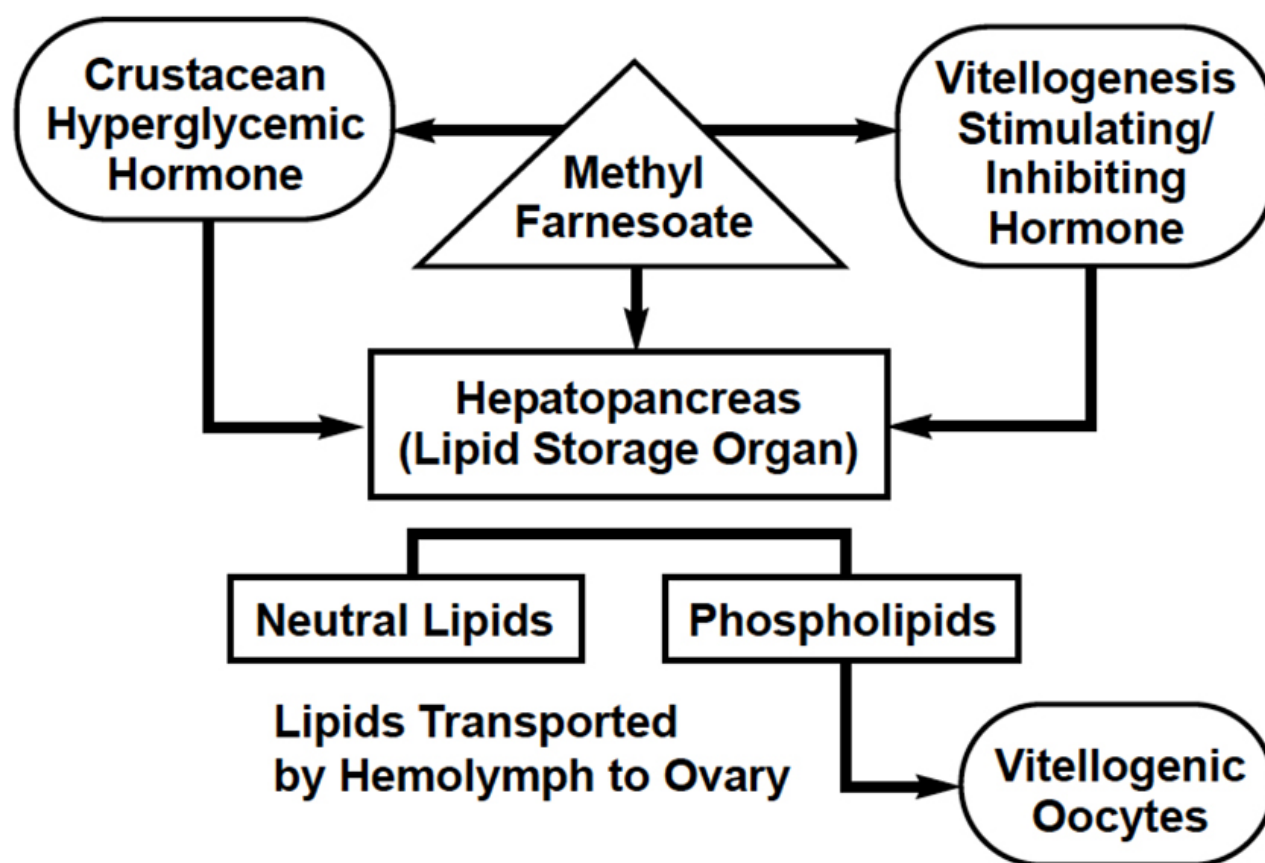 Crustacean
Hyperglycemic
Hormone
Methyl
Farnesoate
Vitellogenesis
Stimulating/
Inhibiting
Hormone
Hepatopancreas
(Lipid Storage Organ)
Neutral Lipids
Phospholipids
Lipids Transported
by Hemolymph to Ovary
Vitellogenic
Oocytes